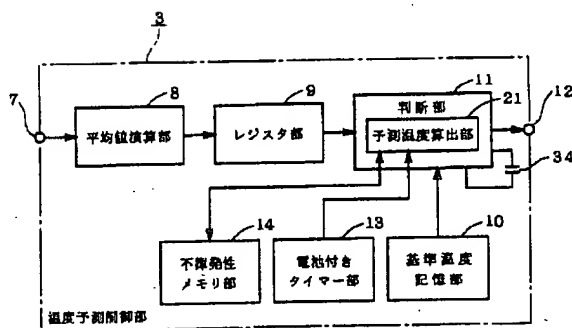 3
7
8
平均値演算部
9
レジスタ部
11
判断部
21
予測温度算出部
12
34
14
不揮発性
メモリ部
13
電池付き
タイマー部
10
基準温度
記憶部
温度予測制御部